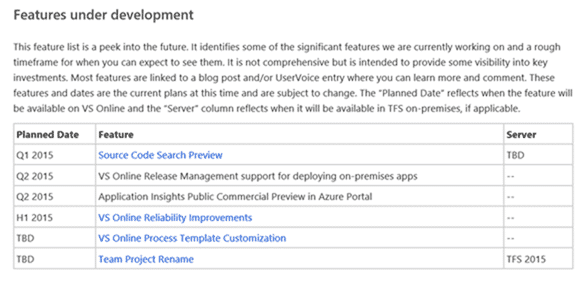 Features under development
This feature list is a peek into the future. It identifies some of the significant features we are currently working on and a rough
timeframe for when you can expect to see them. It is not comprehensive but is intended to provide some visibility into key
investments. Most features are linked to a blog post and/or UserVoice entry where you can learn more and comment. These
features and dates are the current plans at this time and are subject to change. The "Planned Date" reflects when the feature will
be available on VS Online and the "Server" column reflects when it will be available in TFS on-premises, if applicable.
Planned Date Feature Server
Q1 2015 Source Code Search Preview TBD
Q2 2015 VS Online Release Management support for deploying on-premises apps --
Q2 2015 Application Insights Public Commercial Preview in Azure Portal --
H1 2015 VS Online Reliability Improvements --
TBD VS Online Process Template Customization --
TBD Team Project Rename TFS 2015